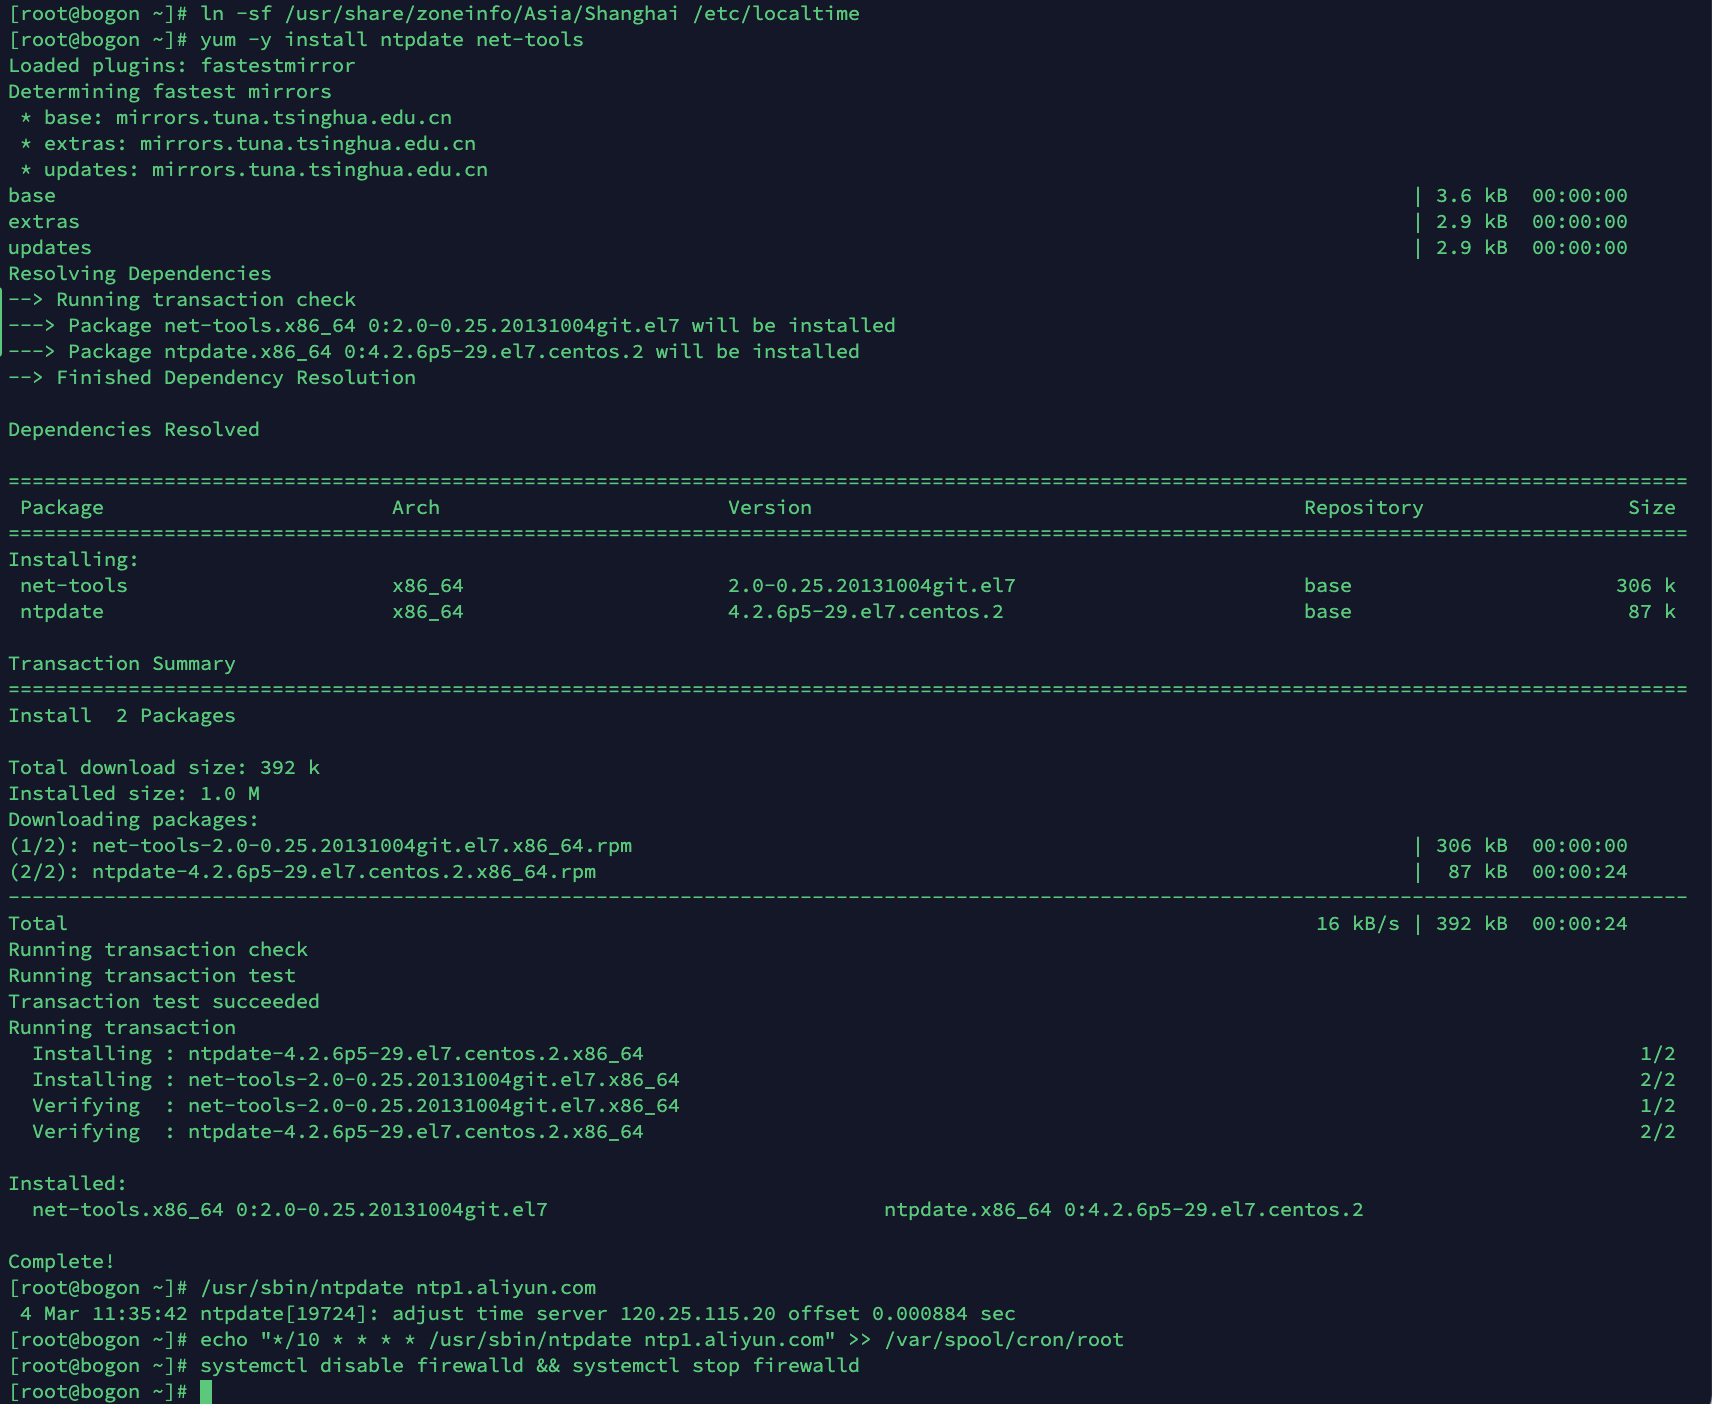 [root@bogon ~]# ln -sf /usr/share/zoneinfo/Asia/Shanghai /etc/localtime
[root@bogon ~]# yum -y install ntpdate net-tools
Loaded plugins: fastestmirror
Determining fastest mirrors
 * base: mirrors.tuna.tsinghua.edu.cn
 * extras: mirrors.tuna.tsinghua.edu.cn
 * updates: mirrors.tuna.tsinghua.edu.cn
base | 3.6 kB 00:00:00
extras | 2.9 kB 00:00:00
updates | 2.9 kB 00:00:00
Resolving Dependencies
--> Running transaction check
---> Package net-tools.x86_64 0:2.0-0.25.20131004git.el7 will be installed
---> Package ntpdate.x86_64 0:4.2.6p5-29.el7.centos.2 will be installed
--> Finished Dependency Resolution
Dependencies Resolved
============================================================================================================================================
Package Arch Version Repository Size
============================================================================================================================================
Installing:
 net-tools x86_64 2.0-0.25.20131004git.el7 base 306 k
 ntpdate x86_64 4.2.6p5-29.el7.centos.2 base 87 k
Transaction Summary
============================================================================================================================================
Install  2 Packages
Total download size: 392 k
Installed size: 1.0 M
Downloading packages:
(1/2): net-tools-2.0-0.25.20131004git.el7.x86_64.rpm | 306 kB 00:00:00
(2/2): ntpdate-4.2.6p5-29.el7.centos.2.x86_64.rpm | 87 kB 00:00:24
--------------------------------------------------------------------------------------------------------------------------------------------
Total 16 kB/s | 392 kB 00:00:24
Running transaction check
Running transaction test
Transaction test succeeded
Running transaction
  Installing : ntpdate-4.2.6p5-29.el7.centos.2.x86_64 1/2
  Installing : net-tools-2.0-0.25.20131004git.el7.x86_64 2/2
  Verifying  : net-tools-2.0-0.25.20131004git.el7.x86_64 1/2
  Verifying  : ntpdate-4.2.6p5-29.el7.centos.2.x86_64 2/2
Installed:
  net-tools.x86_64 0:2.0-0.25.20131004git.el7 ntpdate.x86_64 0:4.2.6p5-29.el7.centos.2
Complete!
[root@bogon ~]# /usr/sbin/ntpdate ntp1.aliyun.com
 4 Mar 11:35:42 ntpdate[19724]: adjust time server 120.25.115.20 offset 0.000884 sec
[root@bogon ~]# echo "*/10 * * * * /usr/sbin/ntpdate ntp1.aliyun.com" >> /var/spool/cron/root
[root@bogon ~]# systemctl disable firewalld && systemctl stop firewalld
[root@bogon ~]#